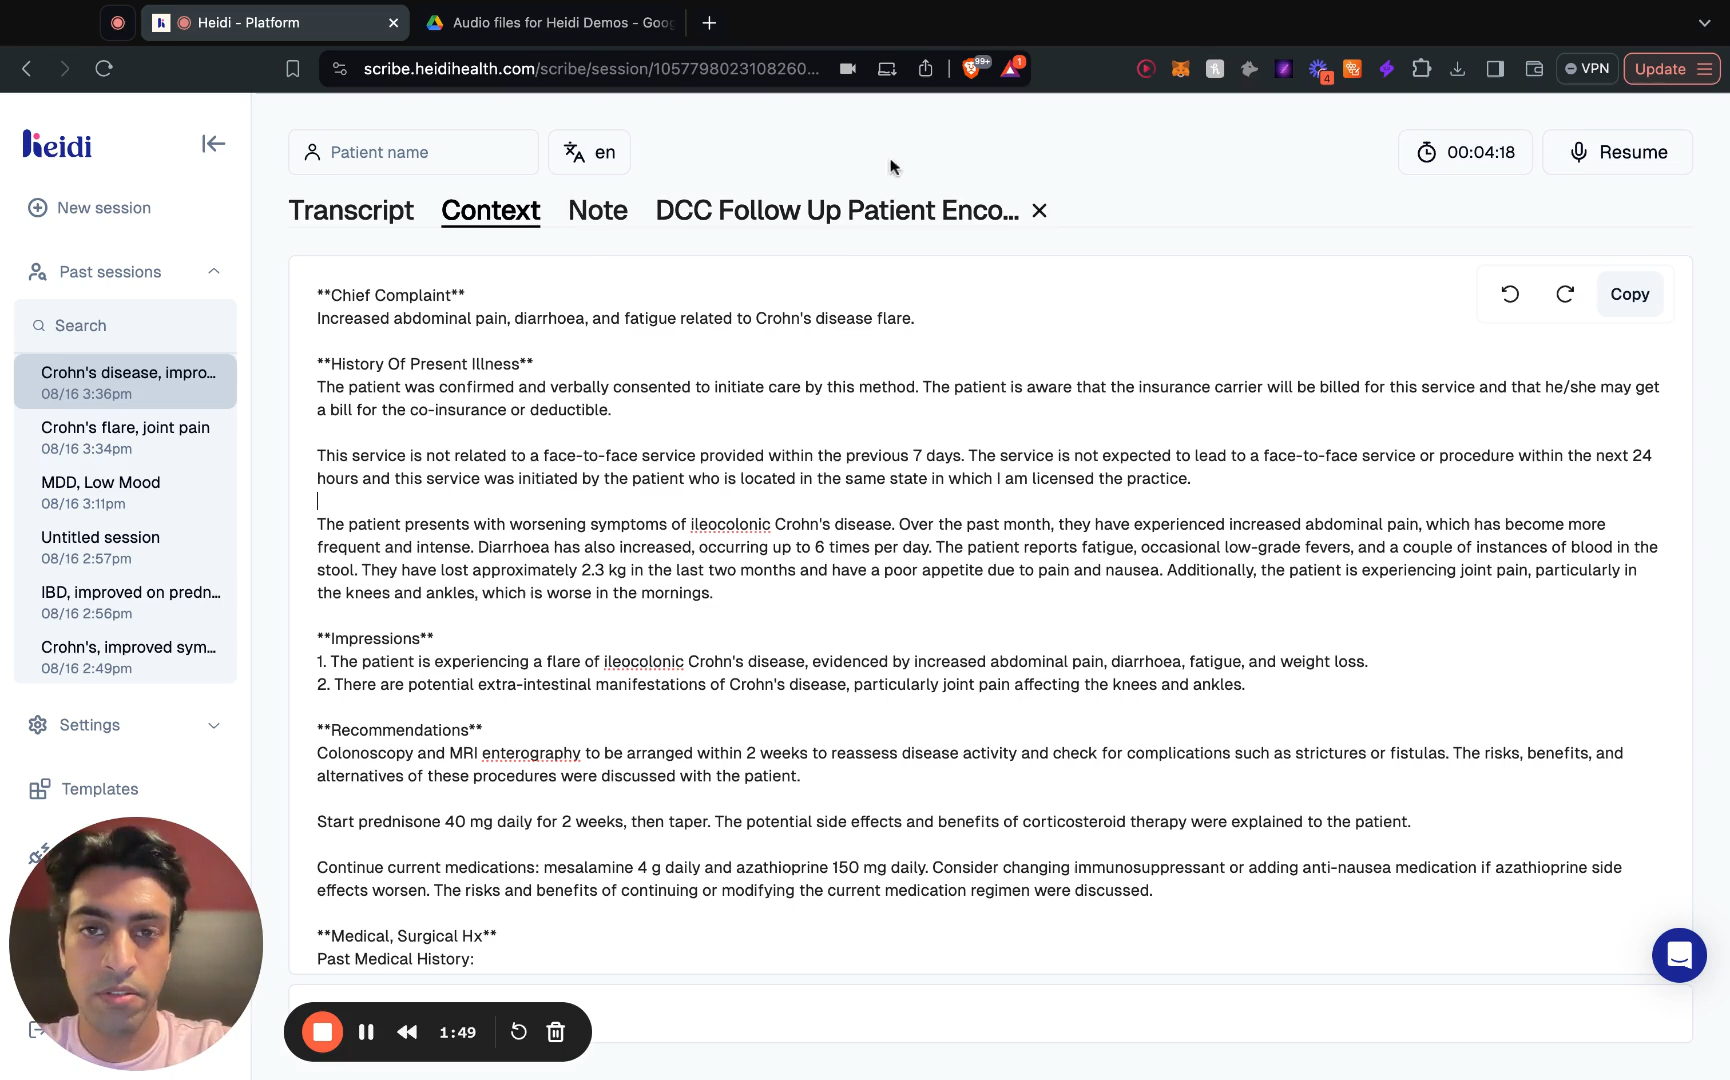 Heidi - Platform
Audio files for Heidi Demos - Goo
scribe.heidihealth.com/scribe/session/1057798023108260...
99+
1
4
VPN
Update
heidi
New session
Past sessions
Search
Crohn's disease, impro...
08/16 3:36pm
Crohn's flare, joint pain
08/16 3:34pm
MDD, Low Mood
08/16 3:11pm
Untitled session
08/16 2:57pm
IBD, improved on predn...
08/16 2:56pm
Crohn's, improved sym...
08/16 2:49pm
Settings
Templates
Patient name
en
00:04:18
Resume
Transcript
Context
Note
DCC Follow Up Patient Enco...
Copy
**Chief Complaint**
Increased abdominal pain, diarrhoea, and fatigue related to Crohn's disease flare.
**History Of Present Illness**
The patient was confirmed and verbally consented to initiate care by this method. The patient is aware that the insurance carrier will be billed for this service and that he/she may get
a bill for the co-insurance or deductible.
This service is not related to a face-to-face service provided within the previous 7 days. The service is not expected to lead to a face-to-face service or procedure within the next 24
hours and this service was initiated by the patient who is located in the same state in which I am licensed the practice.
The patient presents with worsening symptoms of ileocolonic Crohn's disease. Over the past month, they have experienced increased abdominal pain, which has become more
frequent and intense. Diarrhoea has also increased, occurring up to 6 times per day. The patient reports fatigue, occasional low-grade fevers, and a couple of instances of blood in the
stool. They have lost approximately 2.3 kg in the last two months and have a poor appetite due to pain and nausea. Additionally, the patient is experiencing joint pain, particularly in
the knees and ankles, which is worse in the mornings.
**Impressions**
1. The patient is experiencing a flare of ileocolonic Crohn's disease, evidenced by increased abdominal pain, diarrhoea, fatigue, and weight loss.
2. There are potential extra-intestinal manifestations of Crohn's disease, particularly joint pain affecting the knees and ankles.
**Recommendations**
Colonoscopy and MRI enterography to be arranged within 2 weeks to reassess disease activity and check for complications such as strictures or fistulas. The risks, benefits, and
alternatives of these procedures were discussed with the patient.
Start prednisone 40 mg daily for 2 weeks, then taper. The potential side effects and benefits of corticosteroid therapy were explained to the patient.
Continue current medications: mesalamine 4 g daily and azathioprine 150 mg daily. Consider changing immunosuppressant or adding anti-nausea medication if azathioprine side
effects worsen. The risks and benefits of continuing or modifying the current medication regimen were discussed.
**Medical, Surgical Hx**
Past Medical History:
1:49